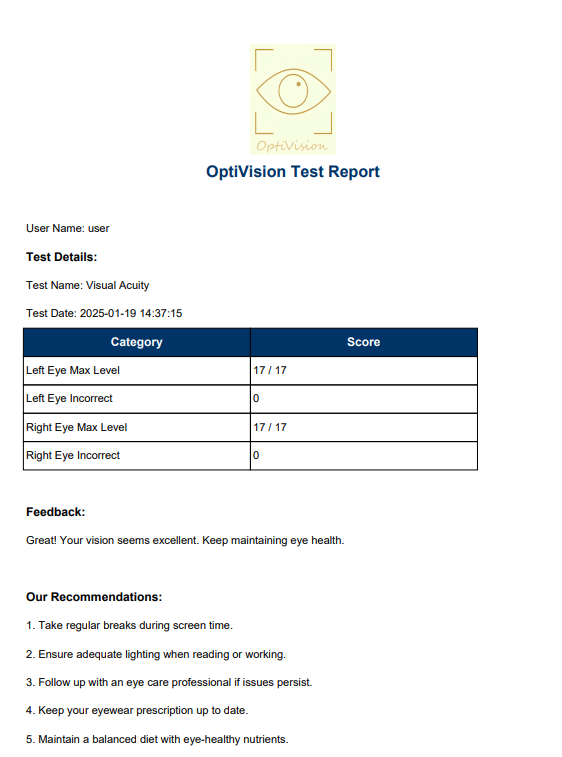 OptiVision
OptiVision Test Report
User Name: user
Test Details:
Test Name: Visual Acuity
Test Date: 2025-01-19 14:37:15
Category Score
Left Eye Max Level 17 / 17
Left Eye Incorrect 0
Right Eye Max Level 17 / 17
Right Eye Incorrect 0
Feedback:
Great! Your vision seems excellent. Keep maintaining eye health.
Our Recommendations:
1. Take regular breaks during screen time.
2. Ensure adequate lighting when reading or working.
3. Follow up with an eye care professional if issues persist.
4. Keep your eyewear prescription up to date.
5. Maintain a balanced diet with eye-healthy nutrients.